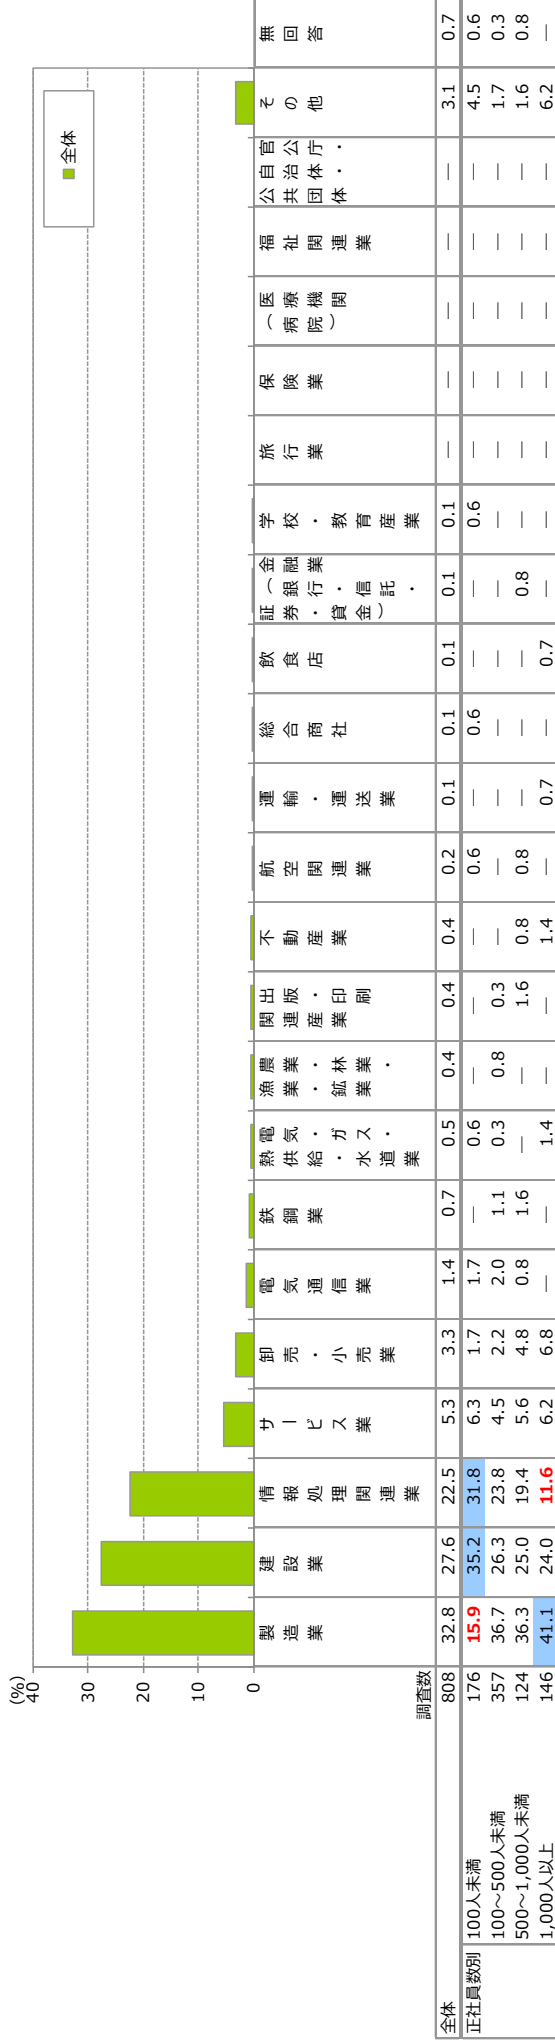 (%)
40
30
20
10
0
全体
調査数
製造業
建設業
情報処理関連業
サービス業
卸売・小売業
電気通信業
鉄鋼業
電気・ガス・
熱供給・水道業
農業・林業・
漁業・鉱業
出版・印刷
関連産業
不動産業
航空関連業
運輸・運送業
総合商社
飲食店
金融業
（銀行・信託・
証券・貸金）
学校・教育産業
旅行業
保険業
医療機関
（病院）
福祉関連業
官公庁・
自治体・
公共団体
その他
無回答
全体 808 32.8 27.6 22.5 5.3 3.3 1.4 0.7 0.5 0.4 0.4 0.4 0.2 0.1 0.1 0.1 0.1 0.1 — — — — — 3.1 0.7
正社員数別 100人未満 176 15.9 35.2 31.8 6.3 1.7 1.7 — 0.6 — — — 0.6 — 0.6 — — 0.6 — — — — — 4.5 0.6
100～500人未満 357 36.7 26.3 23.8 4.5 2.2 2.0 1.1 0.3 0.8 0.3 — — — — — — — — — — — — 1.7 0.3
500～1,000人未満 124 36.3 25.0 19.4 5.6 4.8 0.8 1.6 — — 1.6 0.8 0.8 — — — 0.8 — — — — — — 1.6 0.8
1,000人以上 146 41.1 24.0 11.6 6.2 6.8 — — 1.4 — — 1.4 — 0.7 — 0.7 — — — — — — — 6.2 —